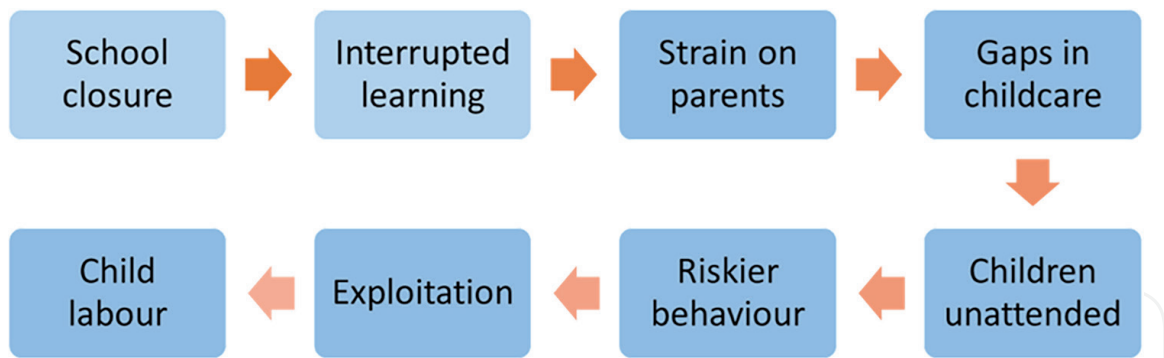 School
closure
Interrupted
learning
Strain on
parents
Gaps in
childcare
Children
unattended
Riskier
behaviour
Exploitation
Child
labour